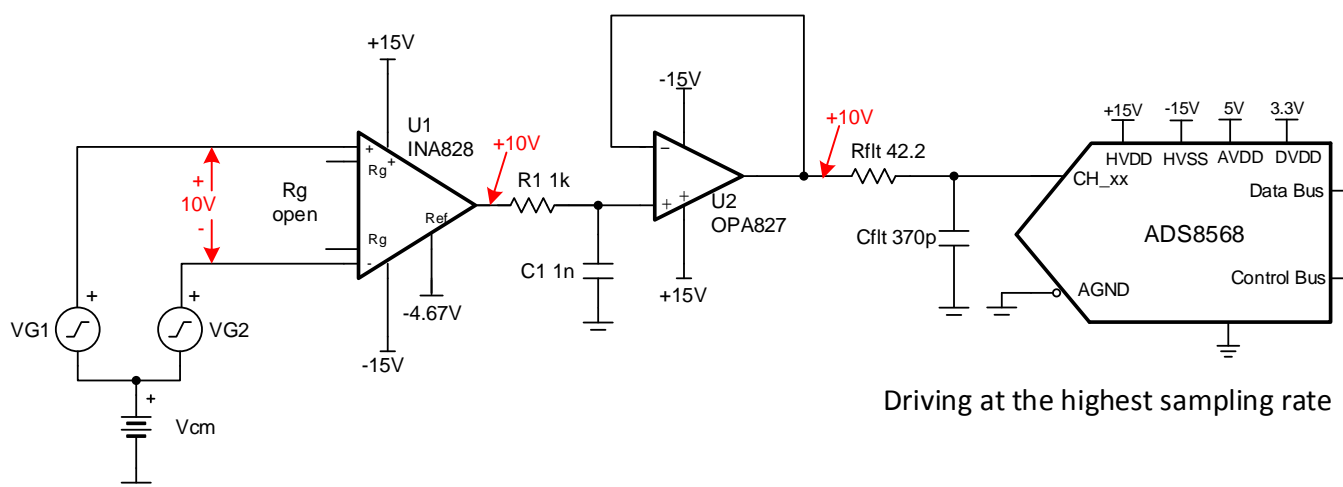 +15V
U1
INA828
+
Rg
+
Rg
open
+
10V
-
Rg
-
Ref
-4.67V
-15V
VG1
+
VG2
+
+
Vcm
+10V
R1 1k
C1 1n
-15V
−
+
+
U2
OPA827
+15V
+10V
Rflt 42.2
Cflt 370p
+15V
-15V
5V
3.3V
HVDD
HVSS
AVDD
DVDD
CH_xx
Data Bus
ADS8568
Control Bus
AGND
Driving at the highest sampling rate